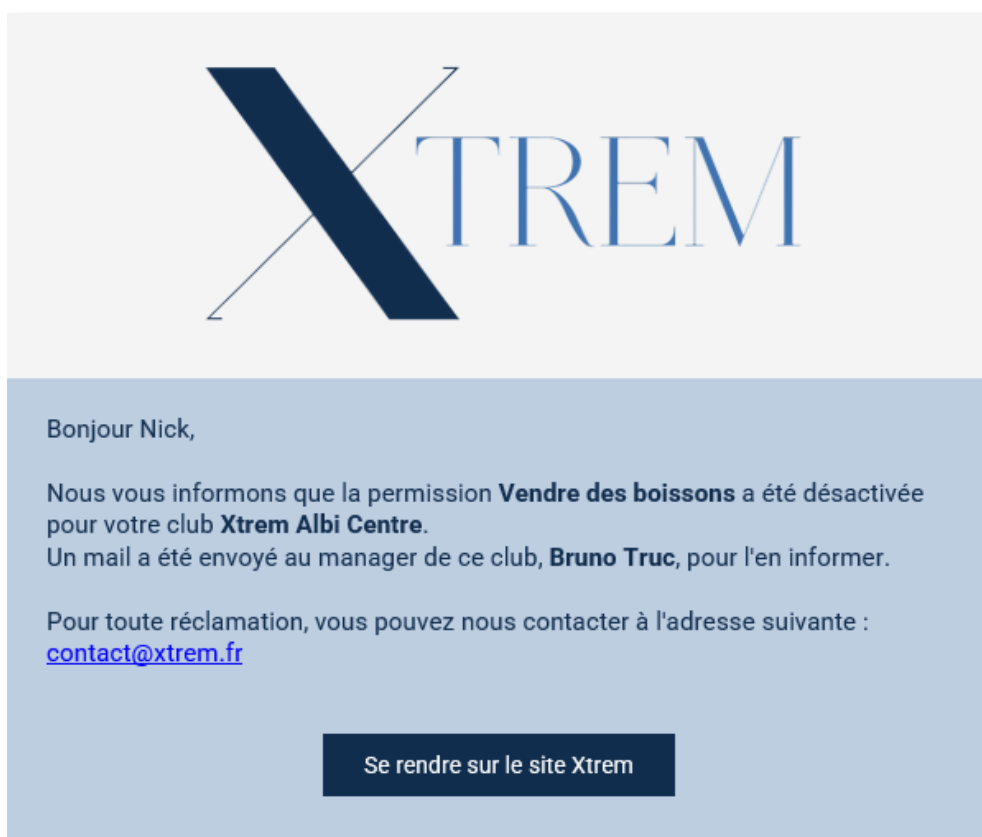 XTREM
Bonjour Nick,
Nous vous informons que la permission Vendre des boissons a été désactivée
pour votre club Xtrem Albi Centre.
Un mail a été envoyé au manager de ce club, Bruno Truc, pour l'en informer.
Pour toute réclamation, vous pouvez nous contacter à l'adresse suivante :
contact@xtrem.fr
Se rendre sur le site Xtrem